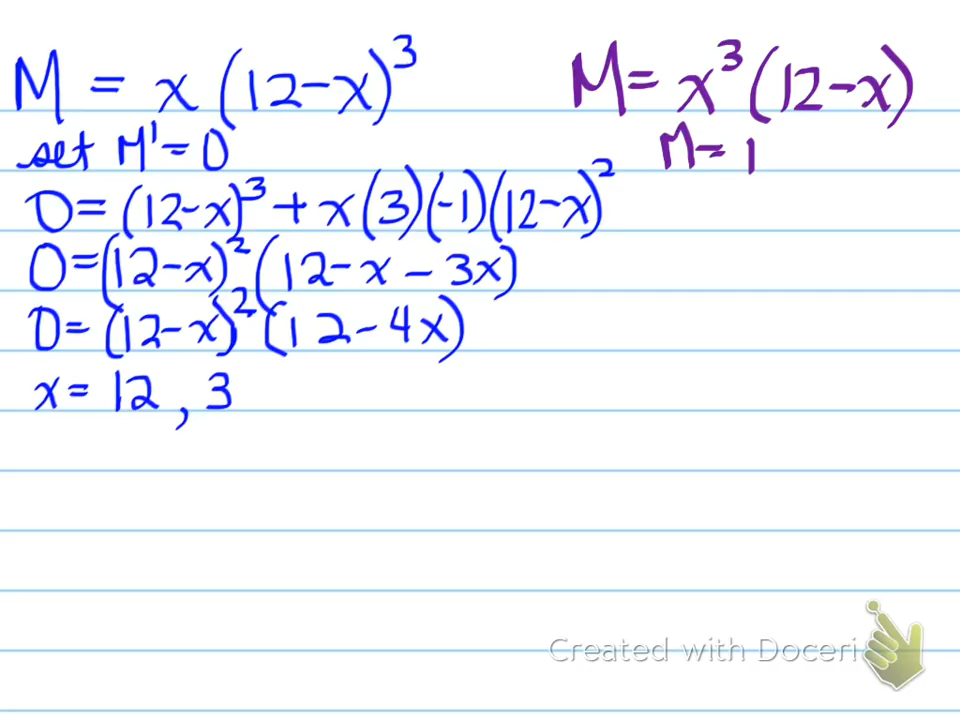 M = x(12-x)³
set M' = 0
0 = (12-x)³ + x(3)(-1)(12-x)²
0 = (12-x)²(12-x-3x)
0 = (12-x)²(12-4x)
x = 12, 3
M = x³(12-x)
M = 1
Created with Doceri